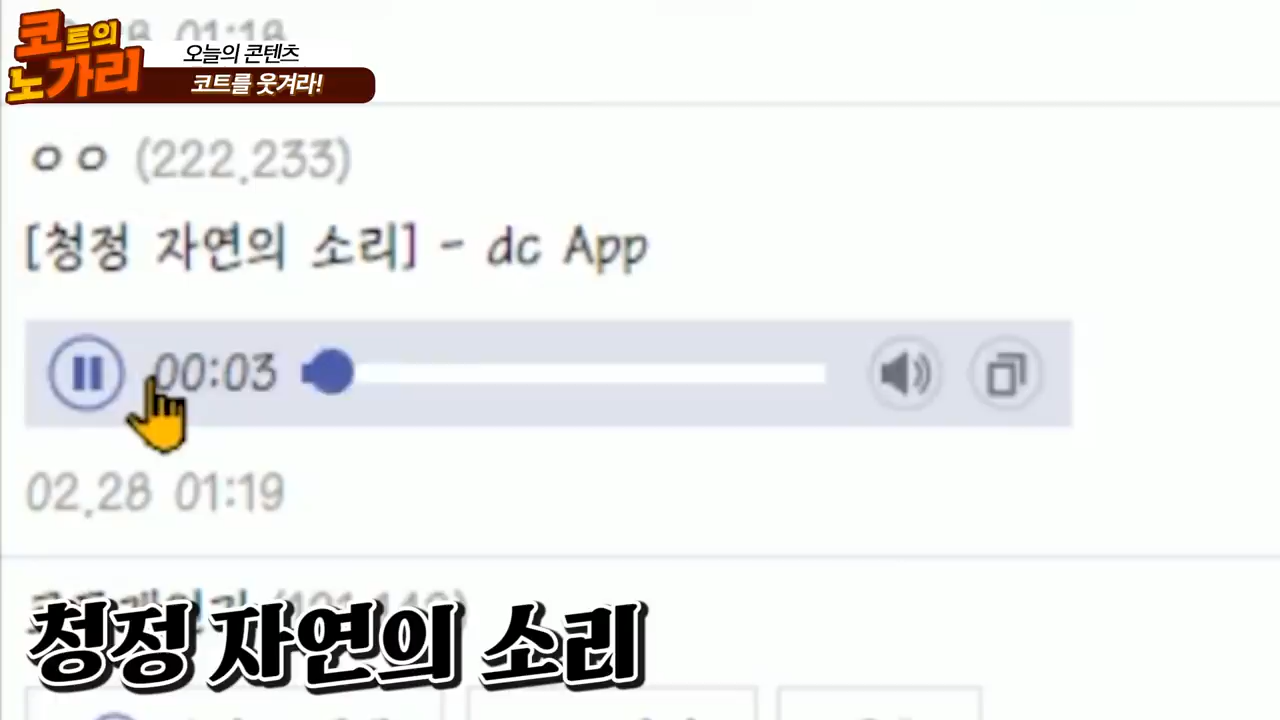 코트의
노가리
오늘의 콘텐츠
코트를 웃겨라!
01:18
ㅇㅇ (222.233)
[청정 자연의 소리] - dc App
00:03
02.28 01:19
청정 자연의 소리